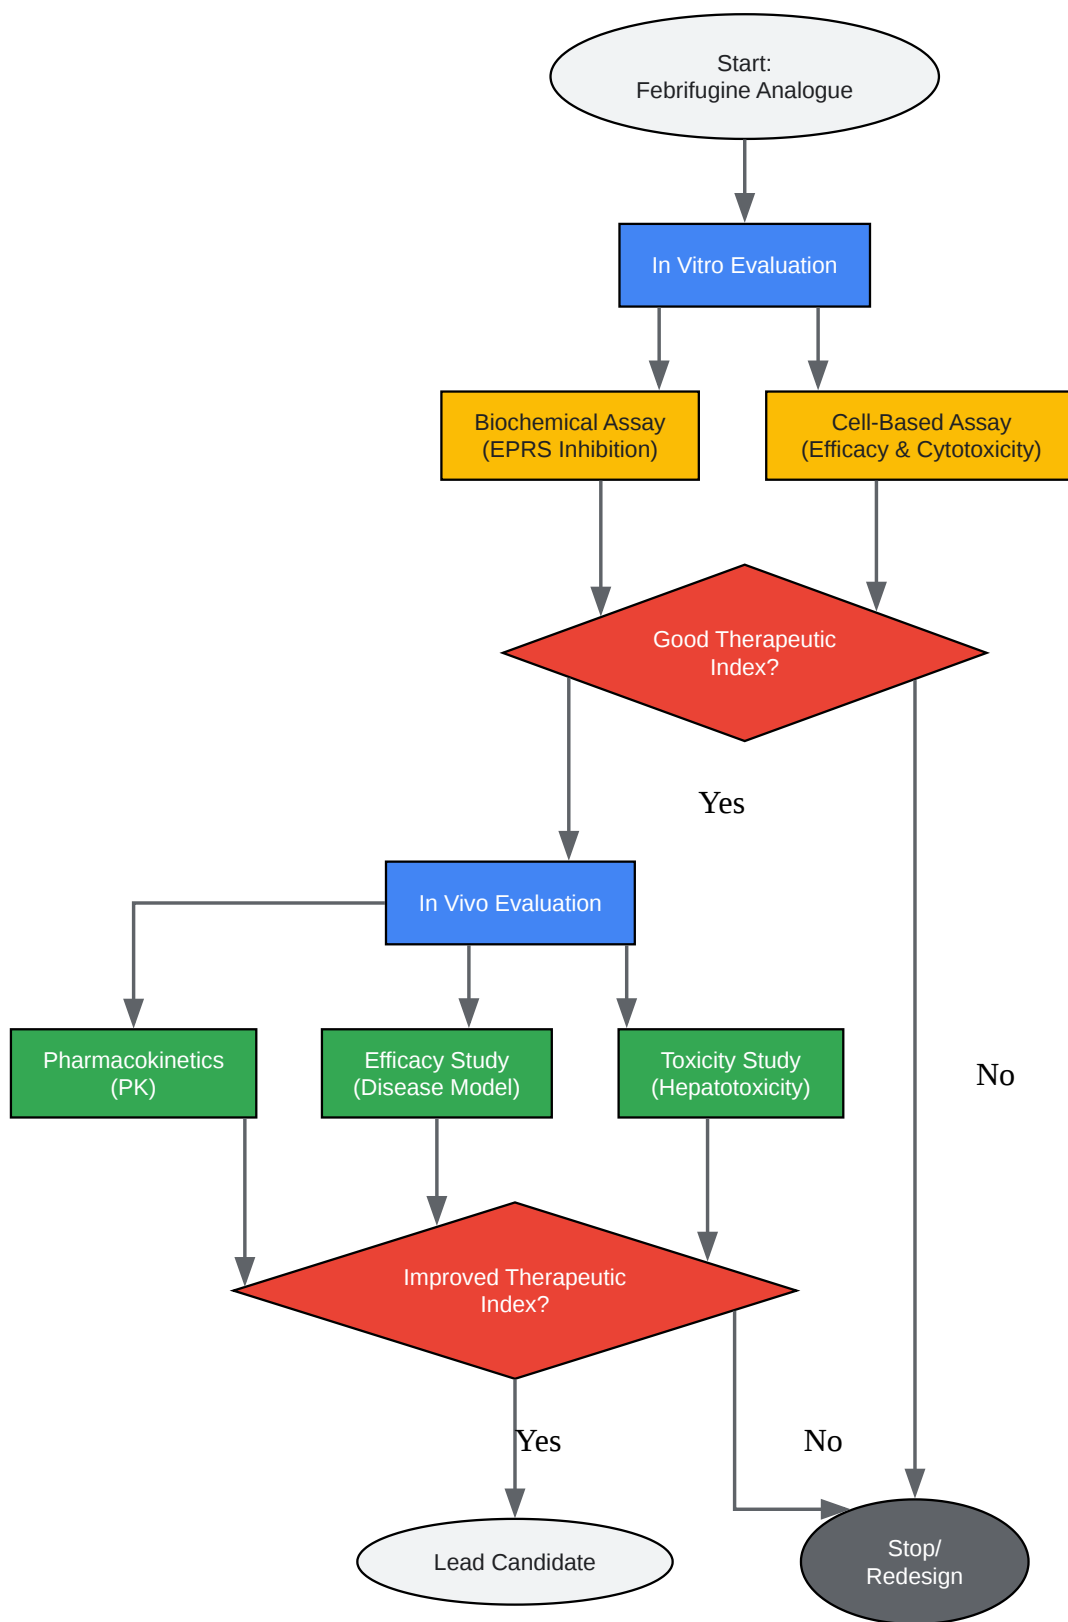 Start:
Febrifugine Analogue
In Vitro Evaluation
Biochemical Assay
(EPRS Inhibition)
Cell-Based Assay
(Efficacy & Cytotoxicity)
Good Therapeutic
Index?
Yes
In Vivo Evaluation
Pharmacokinetics
(PK)
Efficacy Study
(Disease Model)
Toxicity Study
(Hepatotoxicity)
No
Improved Therapeutic
Index?
Yes
No
Lead Candidate
Stop/
Redesign